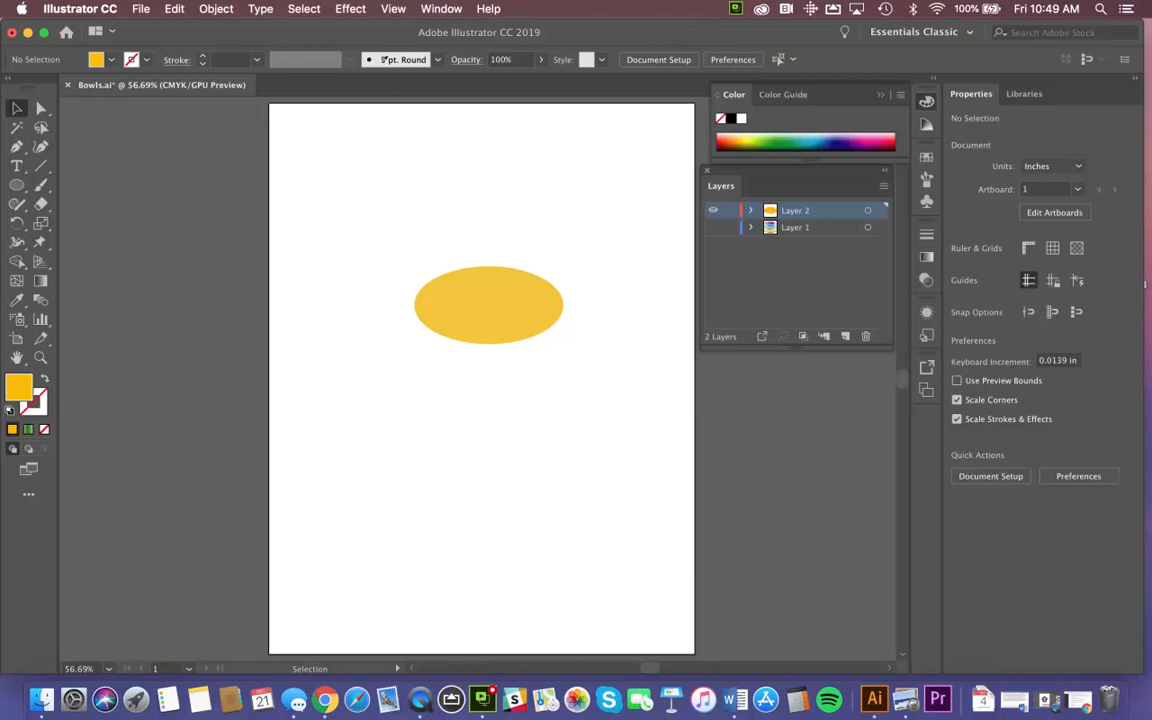 Illustrator CC File Edit Object Type Select Effect View Window Help 100% Fri 10:49 AM
Adobe Illustrator CC 2019 Essentials Classic Search Adobe Stock
No Selection Stroke: 5 pt. Round Opacity: 100% Style: Document Setup Preferences
Bowls.ai* @ 56.69% (CMYK/GPU Preview)
Color Color Guide
Properties Libraries
No Selection
Document
Units: Inches
Layers
Artboard: 1
Layer 2
Edit Artboards
Layer 1
Ruler & Grids
Guides
Snap Options
2 Layers
Preferences
Keyboard Increment: 0.0139 in
Use Preview Bounds
Scale Corners
Scale Strokes & Effects
Quick Actions
Document Setup Preferences
56.69% 1 Selection
21
Ai Pr 4